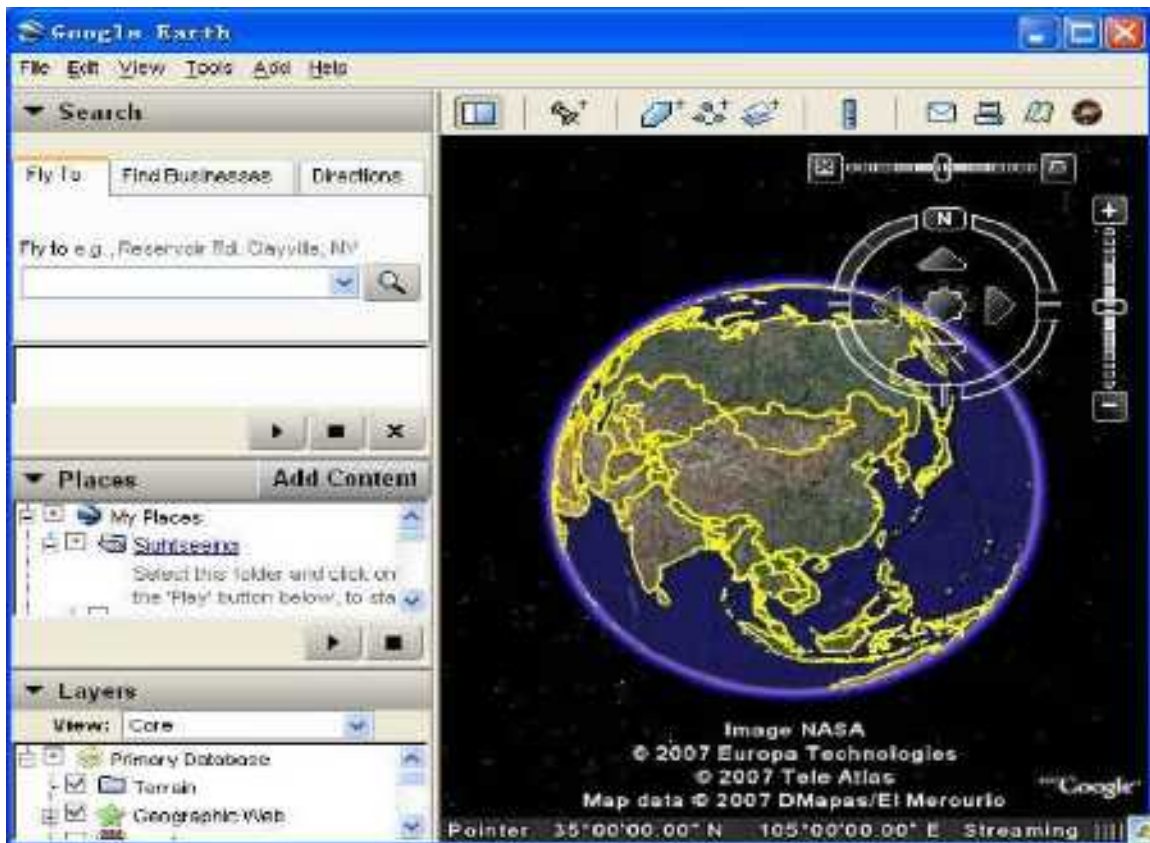 Google Earth
File Edit View Tools Add Help
Search
Fly To Find Businesses Directions
Fly to e.g., Reservoir Rd. Clayville, NY
N
Places Add Content
My Places
Sightseeing
Select this folder and click on
the 'Play' button below, to sta
Layers
View: Core
Primary Database
Terrain
Geographic Web
Image NASA
© 2007 Europa Technologies
© 2007 Tele Atlas
Map data © 2007 DMapas/El Mercurio
Google
Pointer 35°00'00.00" N 105°00'00.00" E Streaming